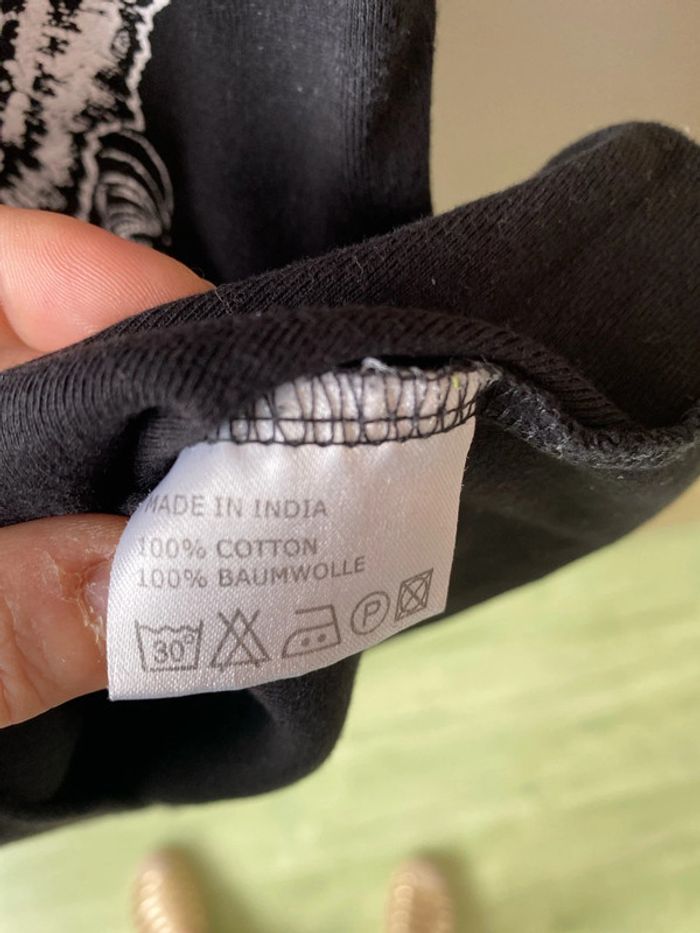 MADE IN INDIA
100% COTTON
100% BAUMWOLLE
30° P